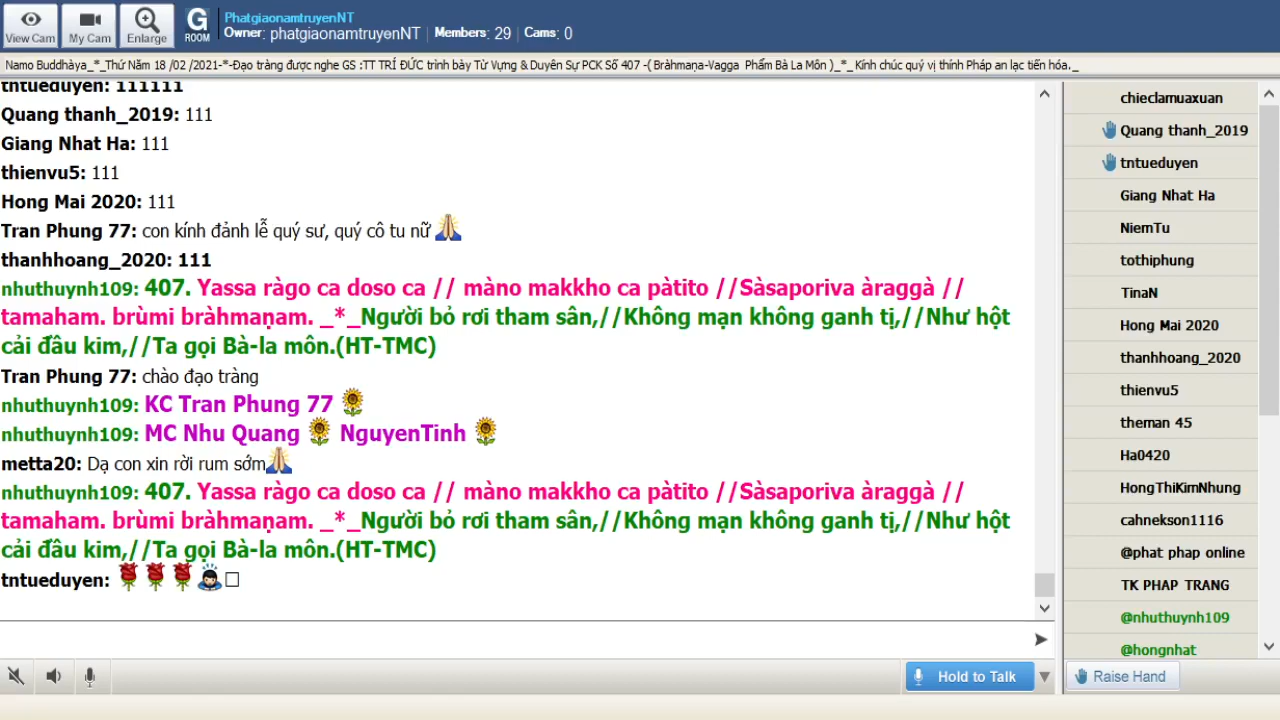 View Cam
My Cam
Enlarge
G
ROOM
PhatgiaonamtruyenNT
Owner: phatgiaonamtruyenNT | Members: 29 | Cams: 0
Namo Buddhàya_*_Thứ Năm 18 /02 /2021-*-Đạo tràng được nghe GS :TT TRÍ ĐỨC trình bày Từ Vựng & Duyên Sự PCK Số 407 -( Bràhmaṇa-Vagga Phẩm Bà La Môn )_*_ Kính chúc quý vị thính Pháp an lạc tiến hóa._
tntueduyen: 111111
Quang thanh_2019: 111
Giang Nhat Ha: 111
thienvu5: 111
Hong Mai 2020: 111
Tran Phung 77: con kính đảnh lễ quý sư, quý cô tu nữ 🙏
thanhhoang_2020: 111
nhuthuynh109: 407. Yassa ràgo ca doso ca // màno makkho ca pàtito //Sàsaporiva àraggà //
tamaham. brùmi bràhmaṇam. _*_Người bỏ rơi tham sân,//Không mạn không ganh tị,//Như hột
cải đầu kim,//Ta gọi Bà-la môn.(HT-TMC)
Tran Phung 77: chào đạo tràng
nhuthuynh109: KC Tran Phung 77 🌻
nhuthuynh109: MC Nhu Quang 🌻 NguyenTinh 🌻
metta20: Dạ con xin rời rum sớm🙏
nhuthuynh109: 407. Yassa ràgo ca doso ca // màno makkho ca pàtito //Sàsaporiva àraggà //
tamaham. brùmi bràhmaṇam. _*_Người bỏ rơi tham sân,//Không mạn không ganh tị,//Như hột
cải đầu kim,//Ta gọi Bà-la môn.(HT-TMC)
tntueduyen: 🌹🌹🌹🙇□
chieclamuaxuan
Quang thanh_2019
tntueduyen
Giang Nhat Ha
NiemTu
tothiphung
TinaN
Hong Mai 2020
thanhhoang_2020
thienvu5
theman 45
Ha0420
HongThiKimNhung
cahnekson1116
@phat phap online
TK PHAP TRANG
@nhuthuynh109
@hongnhat
Hold to Talk
Raise Hand